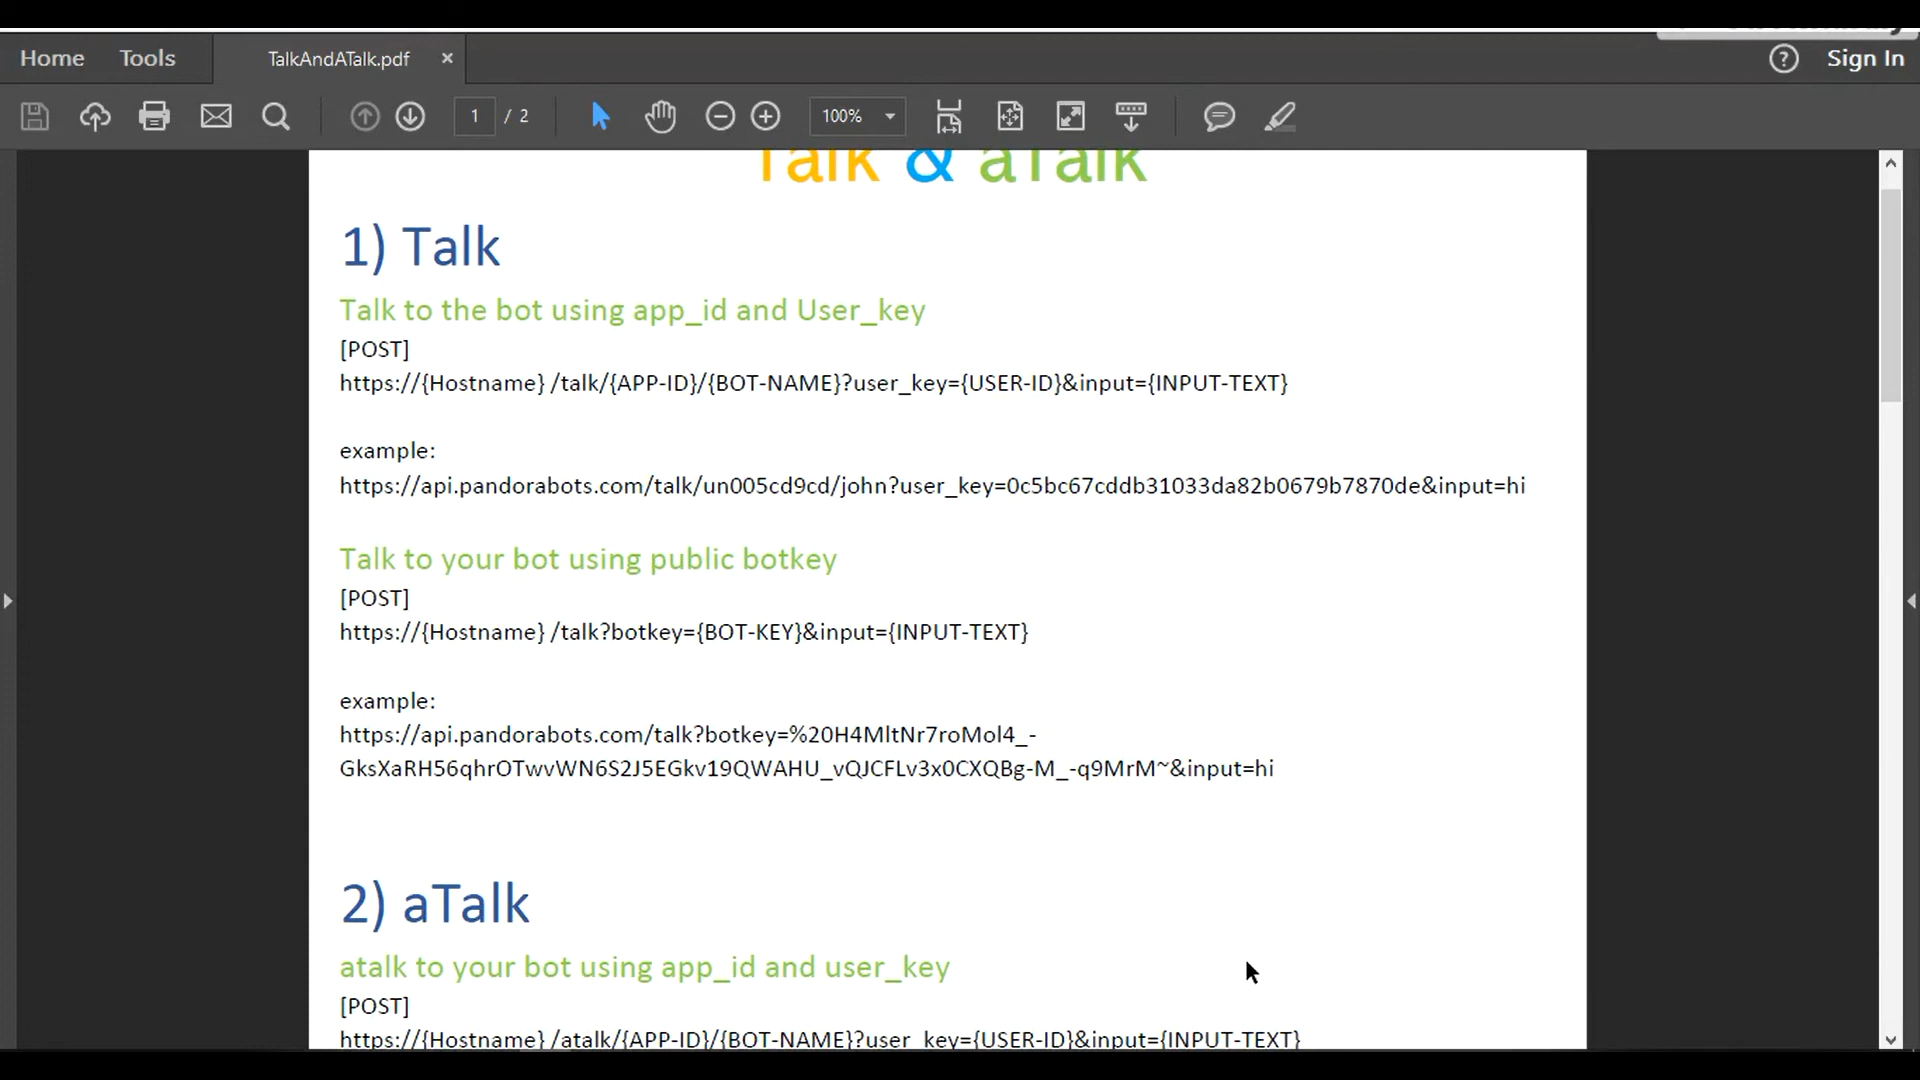 Home Tools TalkAndATalk.pdf × ? Sign In
1 / 2 100%
Talk & aTalk
1) Talk
Talk to the bot using app_id and User_key
[POST]
https://{Hostname} /talk/{APP-ID}/{BOT-NAME}?user_key={USER-ID}&input={INPUT-TEXT}
example:
https://api.pandorabots.com/talk/un005cd9cd/john?user_key=0c5bc67cddb31033da82b0679b7870de&input=hi
Talk to your bot using public botkey
[POST]
https://{Hostname} /talk?botkey={BOT-KEY}&input={INPUT-TEXT}
example:
https://api.pandorabots.com/talk?botkey=%20H4MltNr7roMol4_-
GksXaRH56qhrOTwvWN6S2J5EGkv19QWAHU_vQJCFLv3x0CXQBg-M_-q9MrM~&input=hi
2) aTalk
atalk to your bot using app_id and user_key
[POST]
https://{Hostname} /atalk/{APP-ID}/{BOT-NAME}?user_key={USER-ID}&input={INPUT-TEXT}